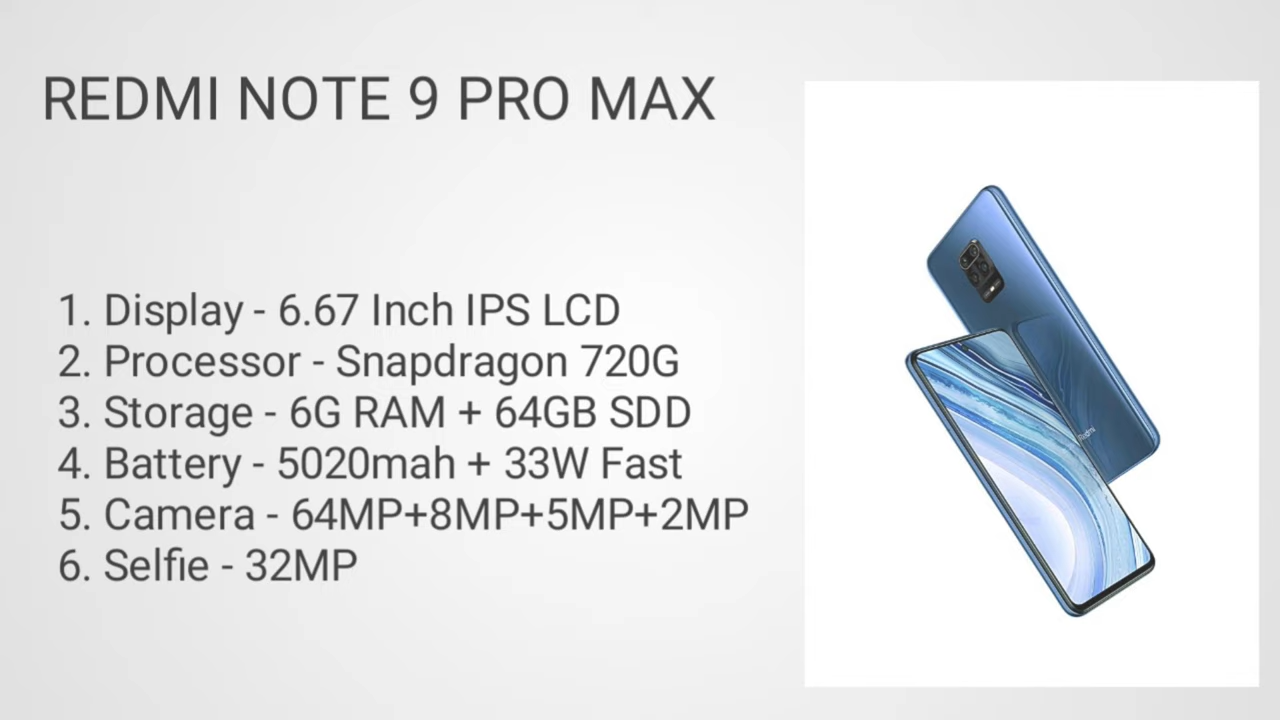 REDMI NOTE 9 PRO MAX
1. Display - 6.67 Inch IPS LCD
2. Processor - Snapdragon 720G
3. Storage - 6G RAM + 64GB SDD
4. Battery - 5020mah + 33W Fast
5. Camera - 64MP+8MP+5MP+2MP
6. Selfie - 32MP
Redmi